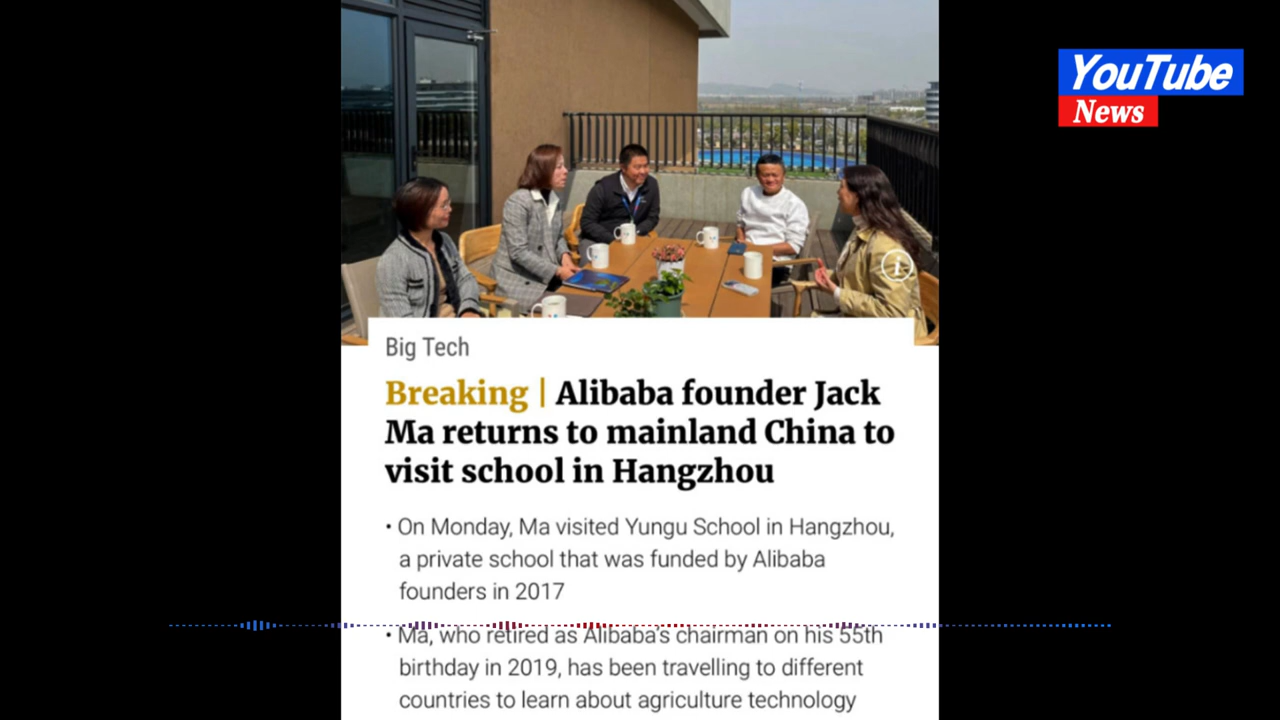 YouTube
News
Big Tech
Breaking | Alibaba founder Jack
Ma returns to mainland China to
visit school in Hangzhou
• On Monday, Ma visited Yungu School in Hangzhou,
a private school that was funded by Alibaba
founders in 2017
• Ma, who retired as Alibaba's chairman on his 55th
birthday in 2019, has been travelling to different
countries to learn about agriculture technology